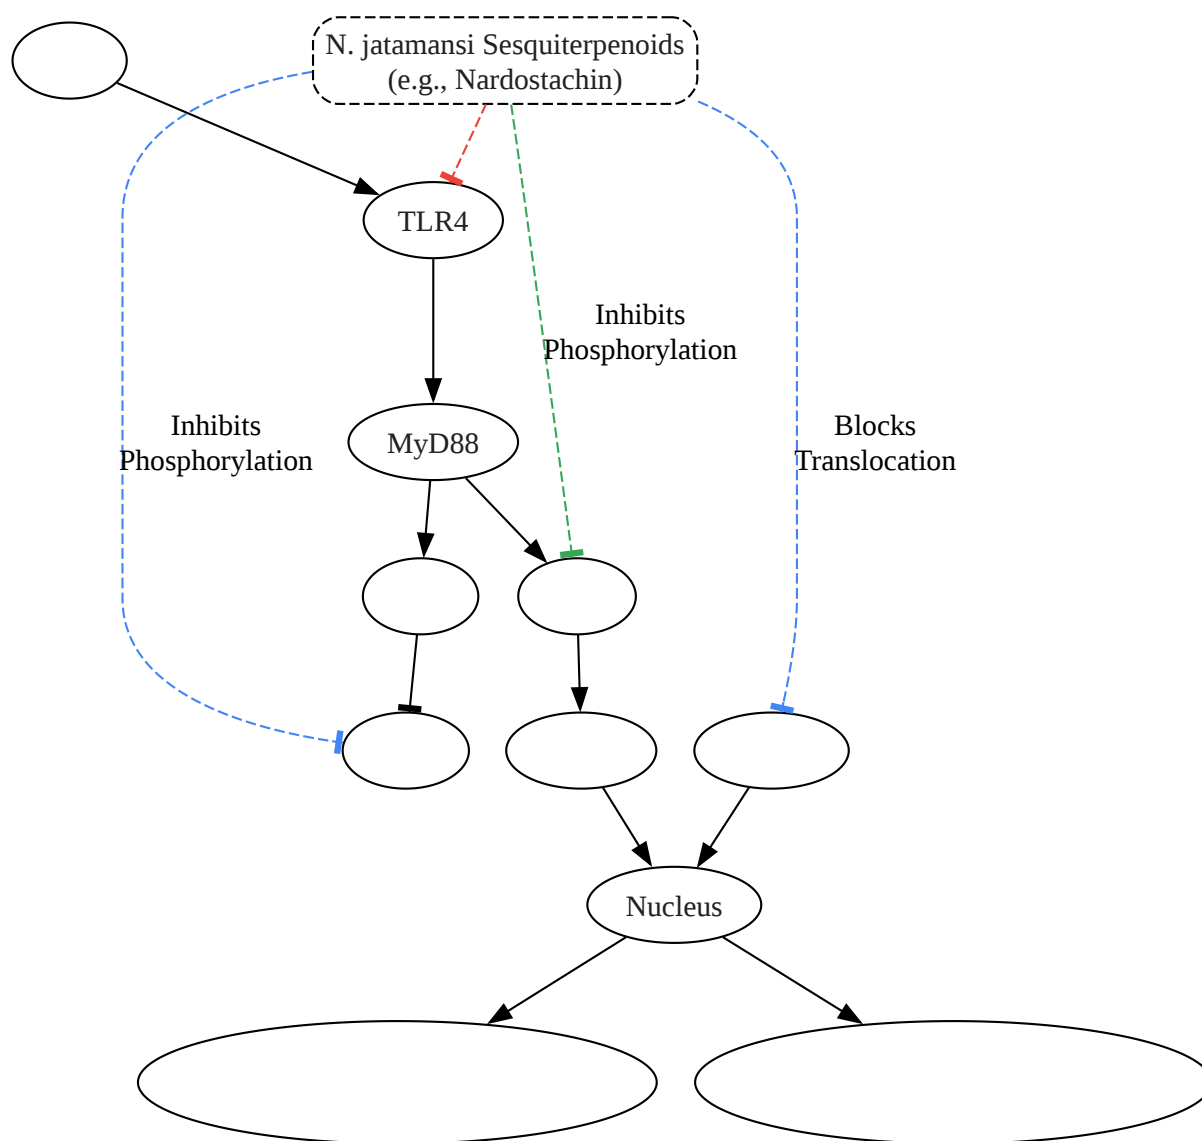 N. jatamansi Sesquiterpenoids
(e.g., Nardostachin)
TLR4
Inhibits
Phosphorylation
MyD88
Inhibits
Phosphorylation
Blocks
Translocation
Nucleus